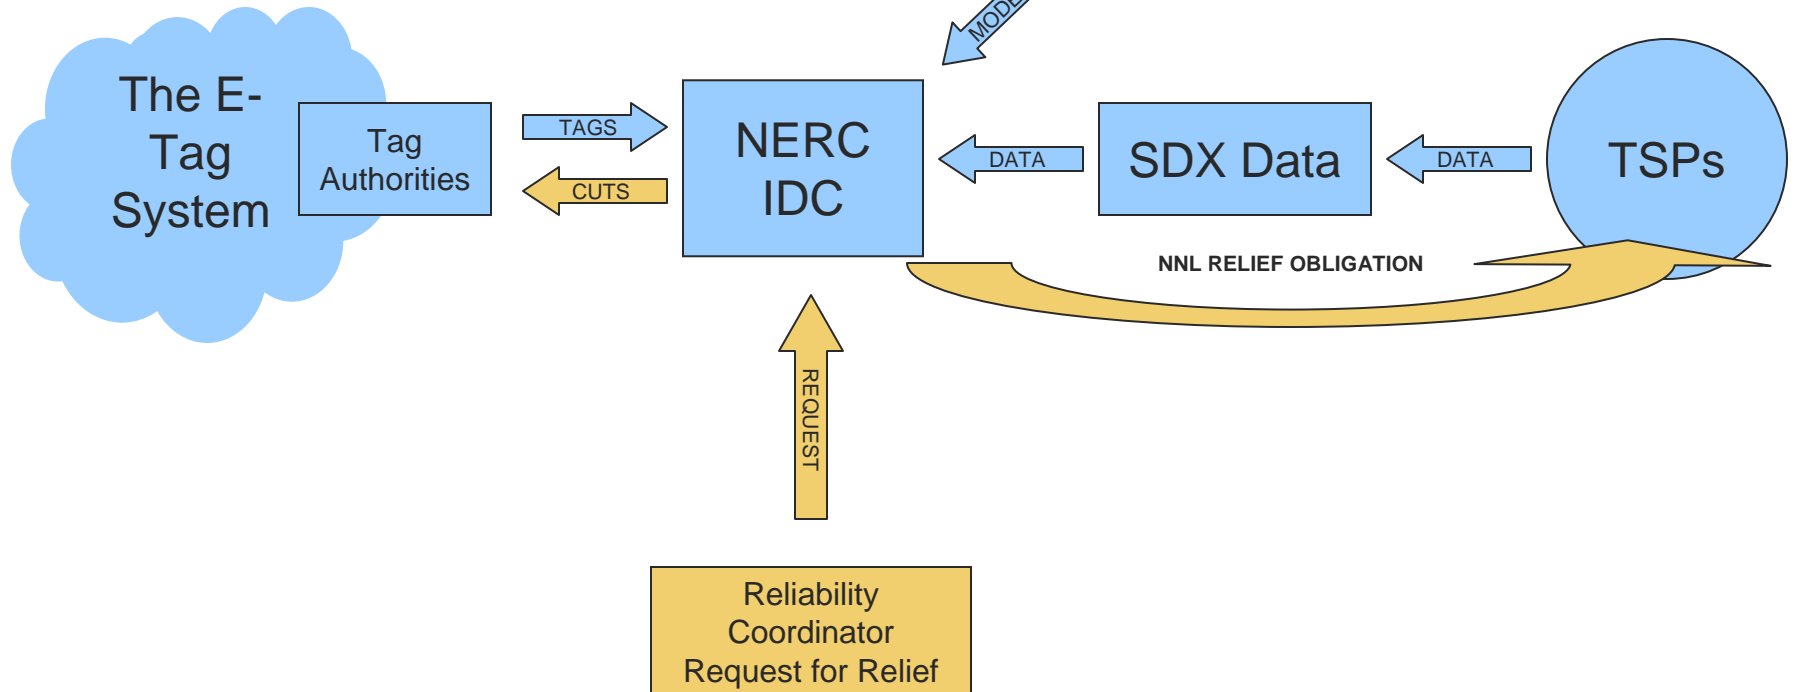 The E-
Tag
System
Tag
Authorities
TAGS
CUTS
NERC
IDC
DATA
SDX Data
DATA
TSPs
NNL RELIEF OBLIGATION
REQUEST
Reliability
Coordinator
Request for Relief